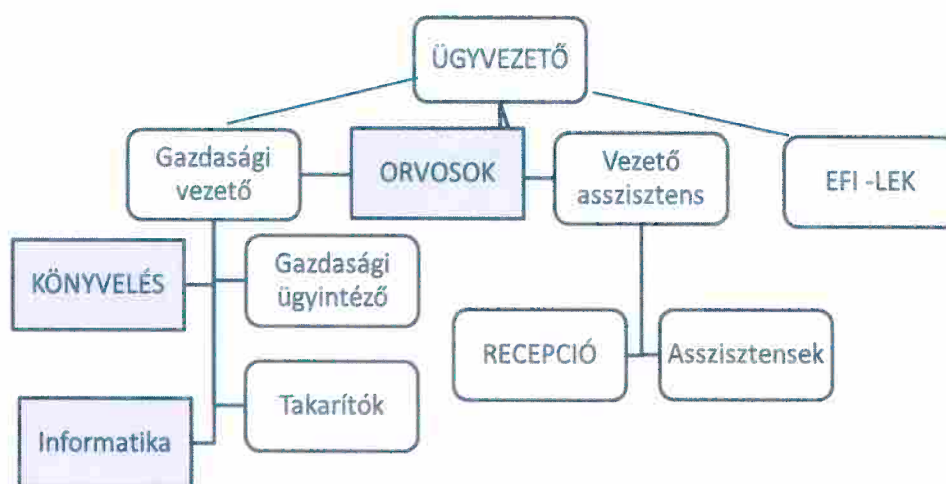 ÜGYVEZETŐ
Gazdasági
vezető
ORVOSOK
Vezető
asszisztens
EFI -LEK
KÖNYVELÉS
Gazdasági
ügyintéző
RECEPCIÓ
Asszisztensek
Informatika
Takarítók